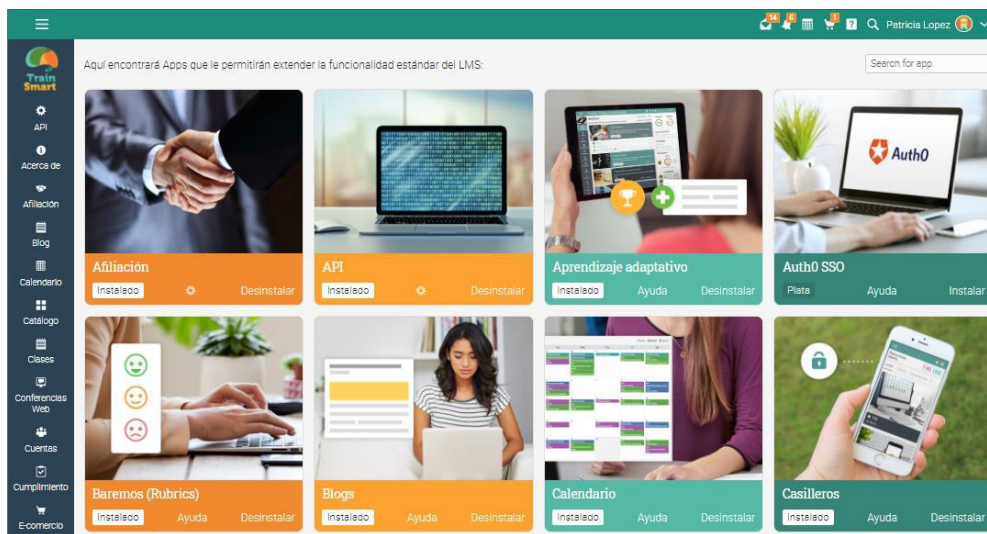 14
6
1
?
Patricia Lopez
Train
Smart
API
Acerca de
Afiliación
Blog
Calendario
Catálogo
Clases
Conferencias
Web
Cuentas
Cumplimiento
E-comercio
Aquí encontrará Apps que le permitirán extender la funcionalidad estándar del LMS:
Search for app
Afiliación
Instalado Desinstalar
API
Instalado Desinstalar
Aprendizaje adaptativo
Instalado Ayuda Desinstalar
Auth0
Auth0 SSO
Plata Ayuda Instalar
Baremos (Rubrics)
Instalado Ayuda Desinstalar
Blogs
Instalado Ayuda Desinstalar
Calendario
Instalado Ayuda Desinstalar
Casilleros
Instalado Ayuda Desinstalar